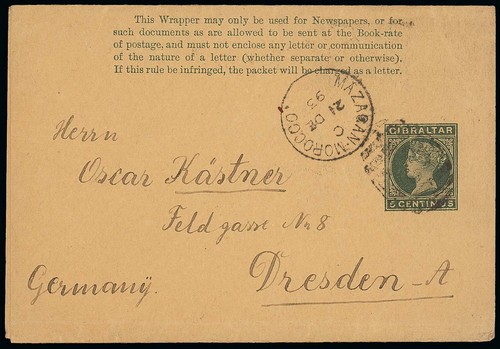 This Wrapper may only be used for Newspapers, or for
such documents as are allowed to be sent at the Book-rate
of postage, and must not enclose any letter or communication
of the nature of a letter (whether separate or otherwise).
If this rule be infringed, the packet will be charged as a letter.
MAZAGAN-MOROCCO
C
21 DE
93
GIBRALTAR
5 CENTIMOS
Herrn
Oscar Kästner
Feldgasse No 8
Dresden-A
Germany.